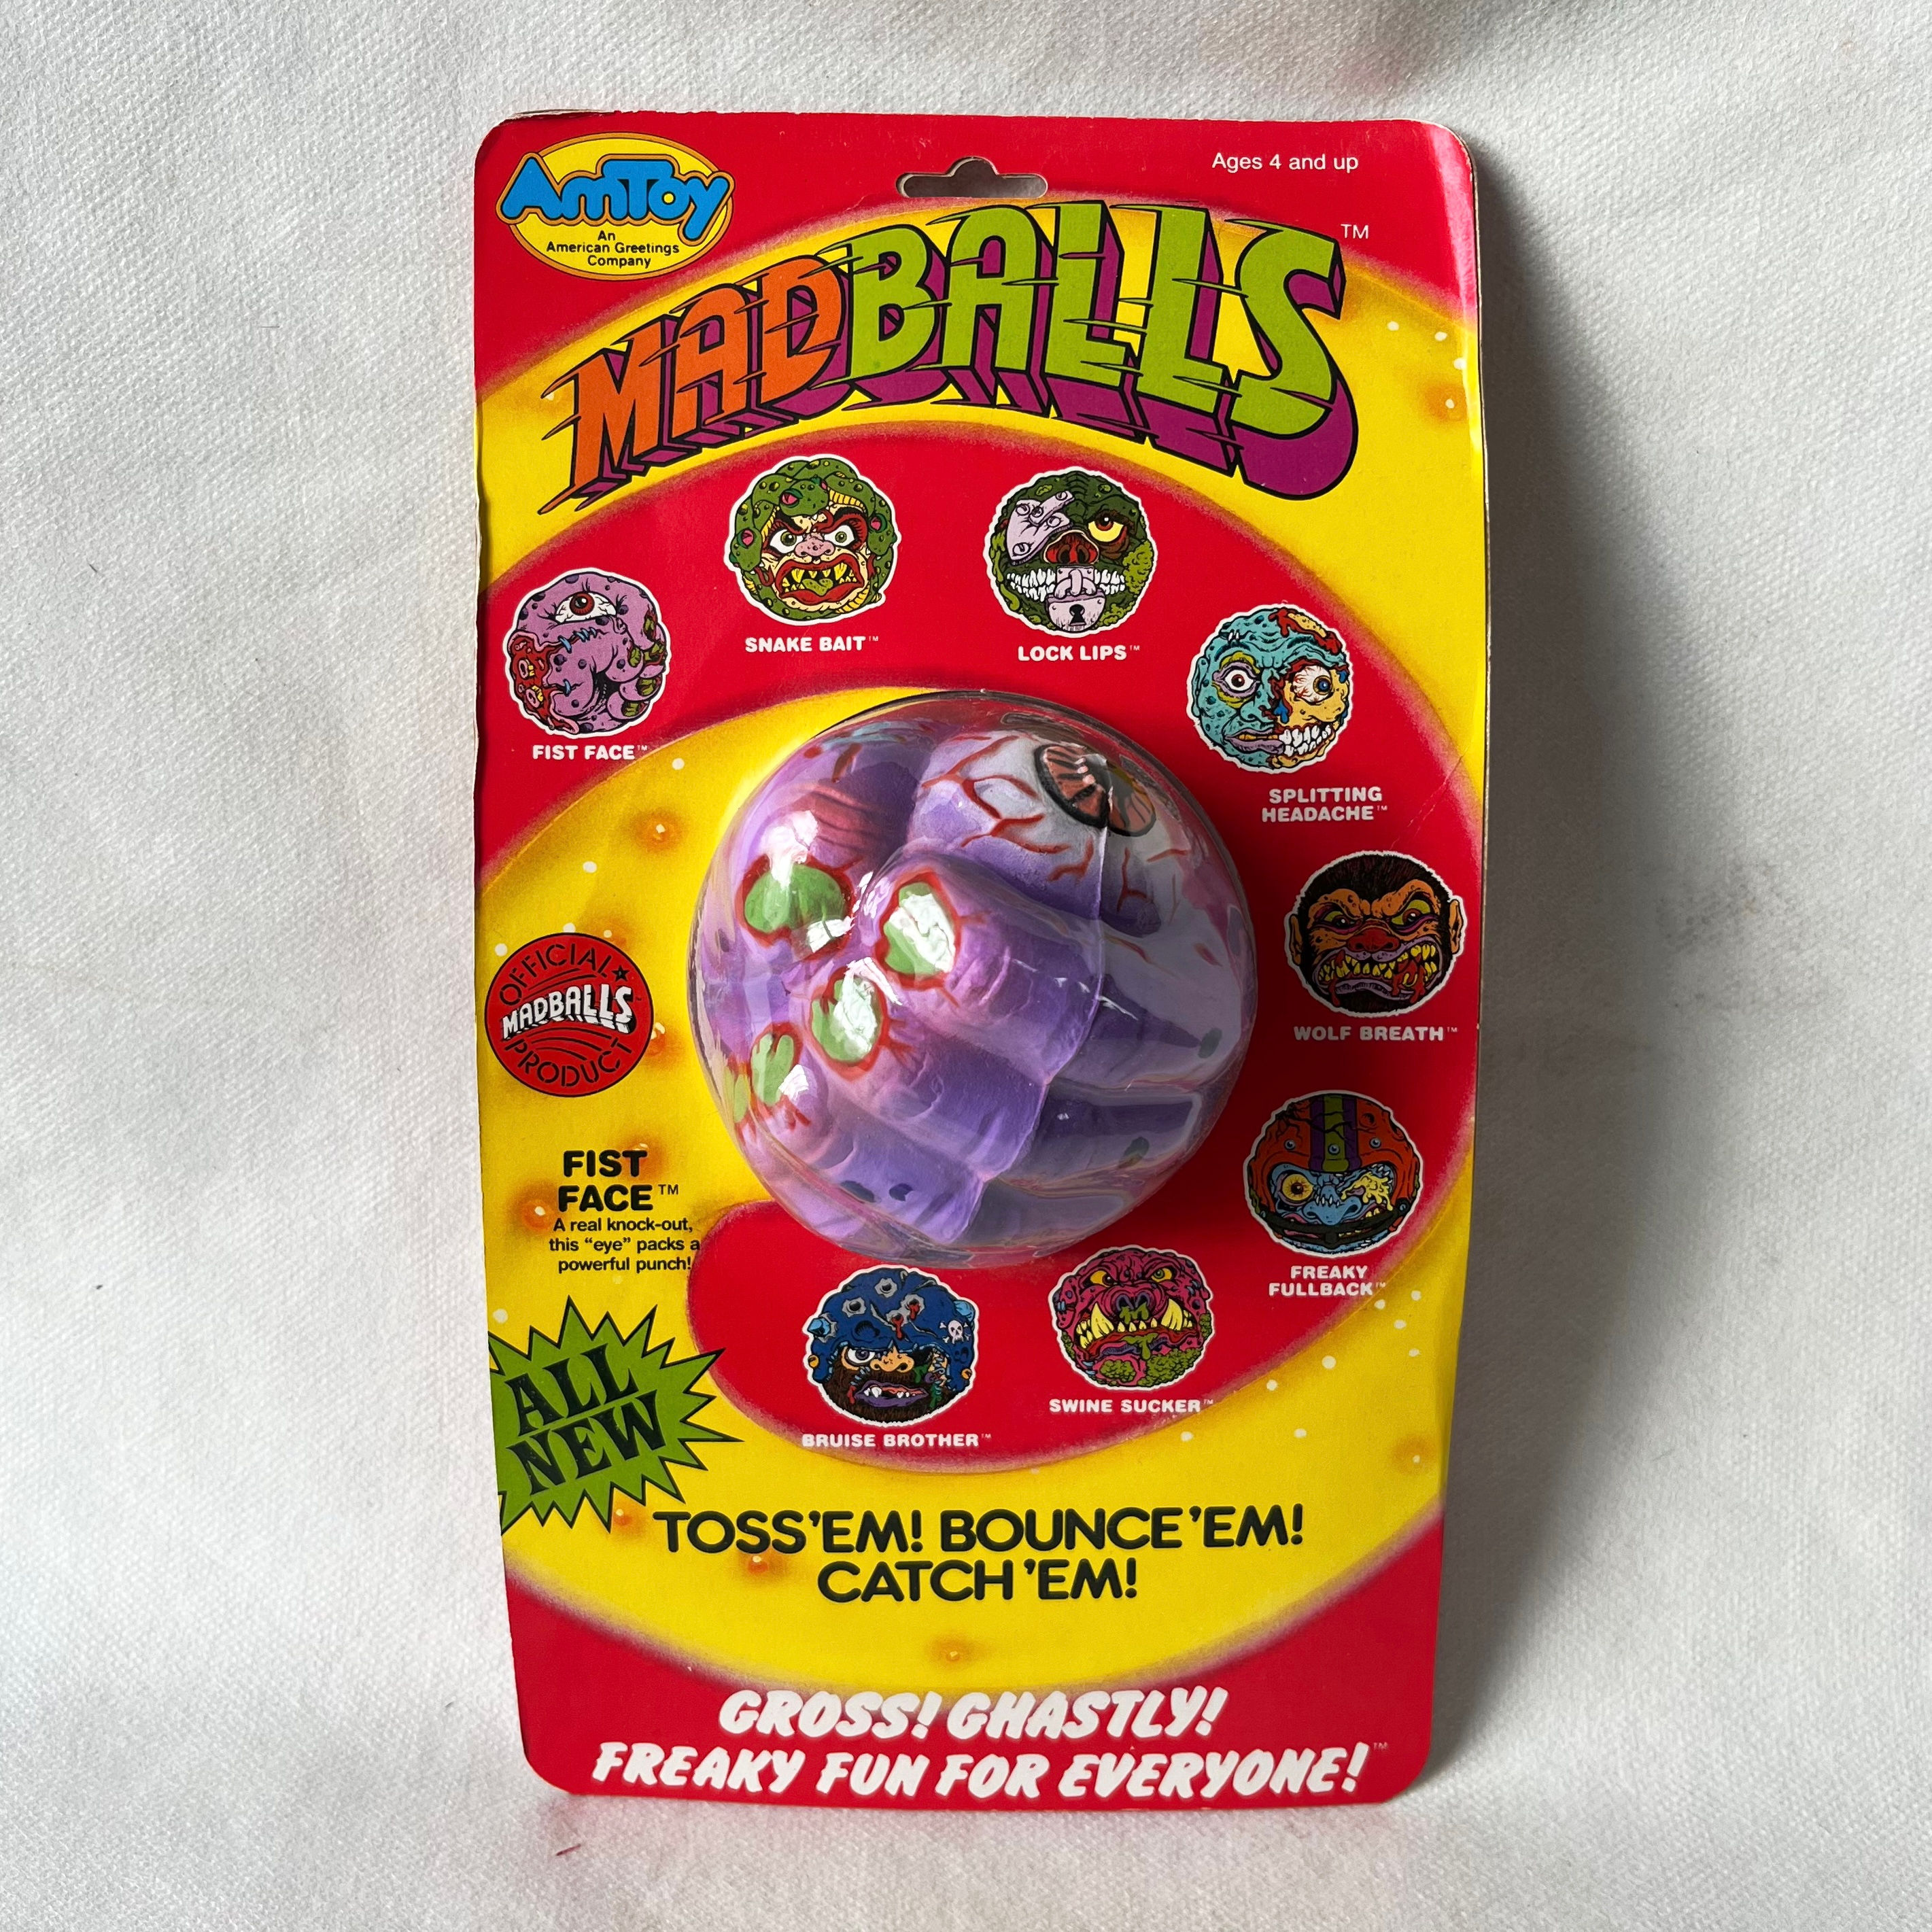 AmToy
An
American Greetings
Company
Ages 4 and up
MADBALLS™
SNAKE BAIT™
LOCK LIPS™
FIST FACE™
SPLITTING
HEADACHE™
WOLF BREATH™
OFFICIAL
MADBALLS™
PRODUCT
FIST
FACE™
A real knock-out,
this “eye” packs a
powerful punch!
FREAKY
FULLBACK™
SWINE SUCKER™
BRUISE BROTHER™
ALL
NEW
TOSS'EM! BOUNCE'EM!
CATCH'EM!
GROSS! GHASTLY!
FREAKY FUN FOR EVERYONE!™